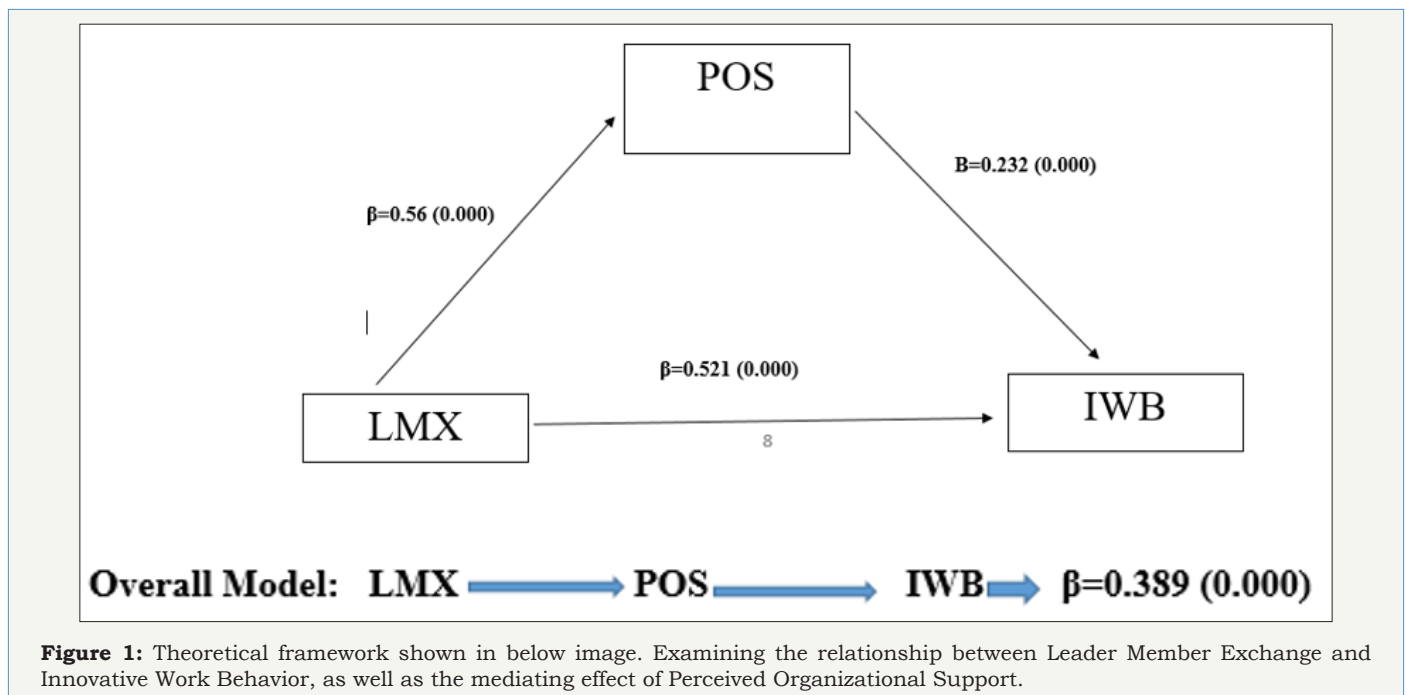 POS
B=0.232 (0.000)
β=0.56 (0.000)
β=0.521 (0.000)
LMX
IWB
8
Overall Model: LMX POS IWB β=0.389 (0.000)
Figure 1: Theoretical framework shown in below image. Examining the relationship between Leader Member Exchange and
Innovative Work Behavior, as well as the mediating effect of Perceived Organizational Support.